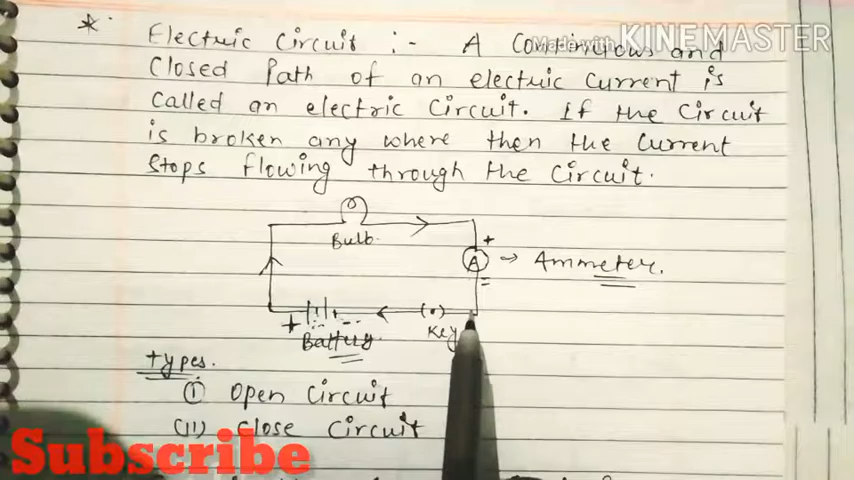 * Electric Circuit :- A Continuous and
Made with KINEMASTER
Closed Path of an electric current is
Called an electric Circuit. If the Circuit
is broken any where then the Current
Stops flowing through the Circuit.
Bulb
+
A → Ammeter.
+
Battery
Key
types.
(i) Open Circuit
(ii) Close Circuit
Subscribe